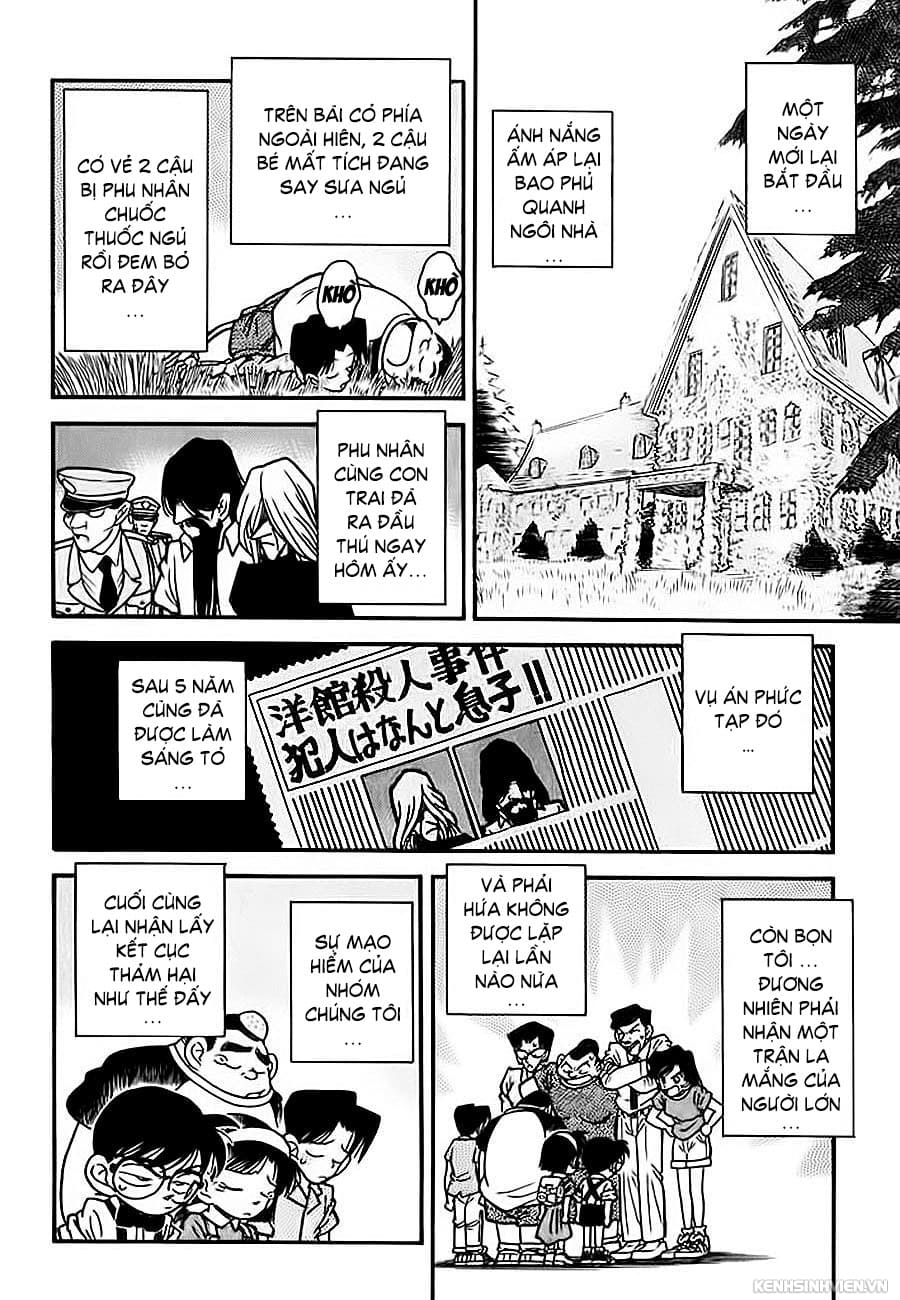 MỘT
NGÀY
MỚI LẠI
BẮT ĐẦU
...
ÁNH NẮNG
ẤM ÁP LẠI
BAO PHỦ
QUANH
NGÔI NHÀ
...
TRÊN BÃI CỎ PHÍA
NGOÀI HIÊN, 2 CẬU
BÉ MẤT TÍCH ĐANG
SAY SƯA NGỦ
...
CÓ VẺ 2 CẬU
BỊ PHU NHÂN
CHUỐC
THUỐC NGỦ
RỒI ĐEM BỎ
RA ĐÂY
...
KHÒ
KHÒ
PHU NHÂN
CÙNG CON
TRAI ĐÃ
RA ĐẦU
THÚ NGAY
HÔM ẤY...
VỤ ÁN PHỨC
TẠP ĐÓ
...
洋館殺人事件
犯人はなんと息子!!
SAU 5 NĂM
CŨNG ĐÃ
ĐƯỢC LÀM
SÁNG TỎ
...
CÒN BỌN
TÔI ...
ĐƯƠNG
NHIÊN PHẢI
NHẬN MỘT
TRẬN LA
MẮNG CỦA
NGƯỜI LỚN
...
VÀ PHẢI
HỨA KHÔNG
ĐƯỢC LẶP
LẠI LẦN
NÀO NỮA
...
SỰ MẠO
HIỂM CỦA
NHÓM
CHÚNG TÔI
...
CUỐI CÙNG
LẠI NHẬN LẤY
KẾT CỤC
THẢM HẠI
NHƯ THẾ ĐẤY
...
KENHSINHVIEN.VN